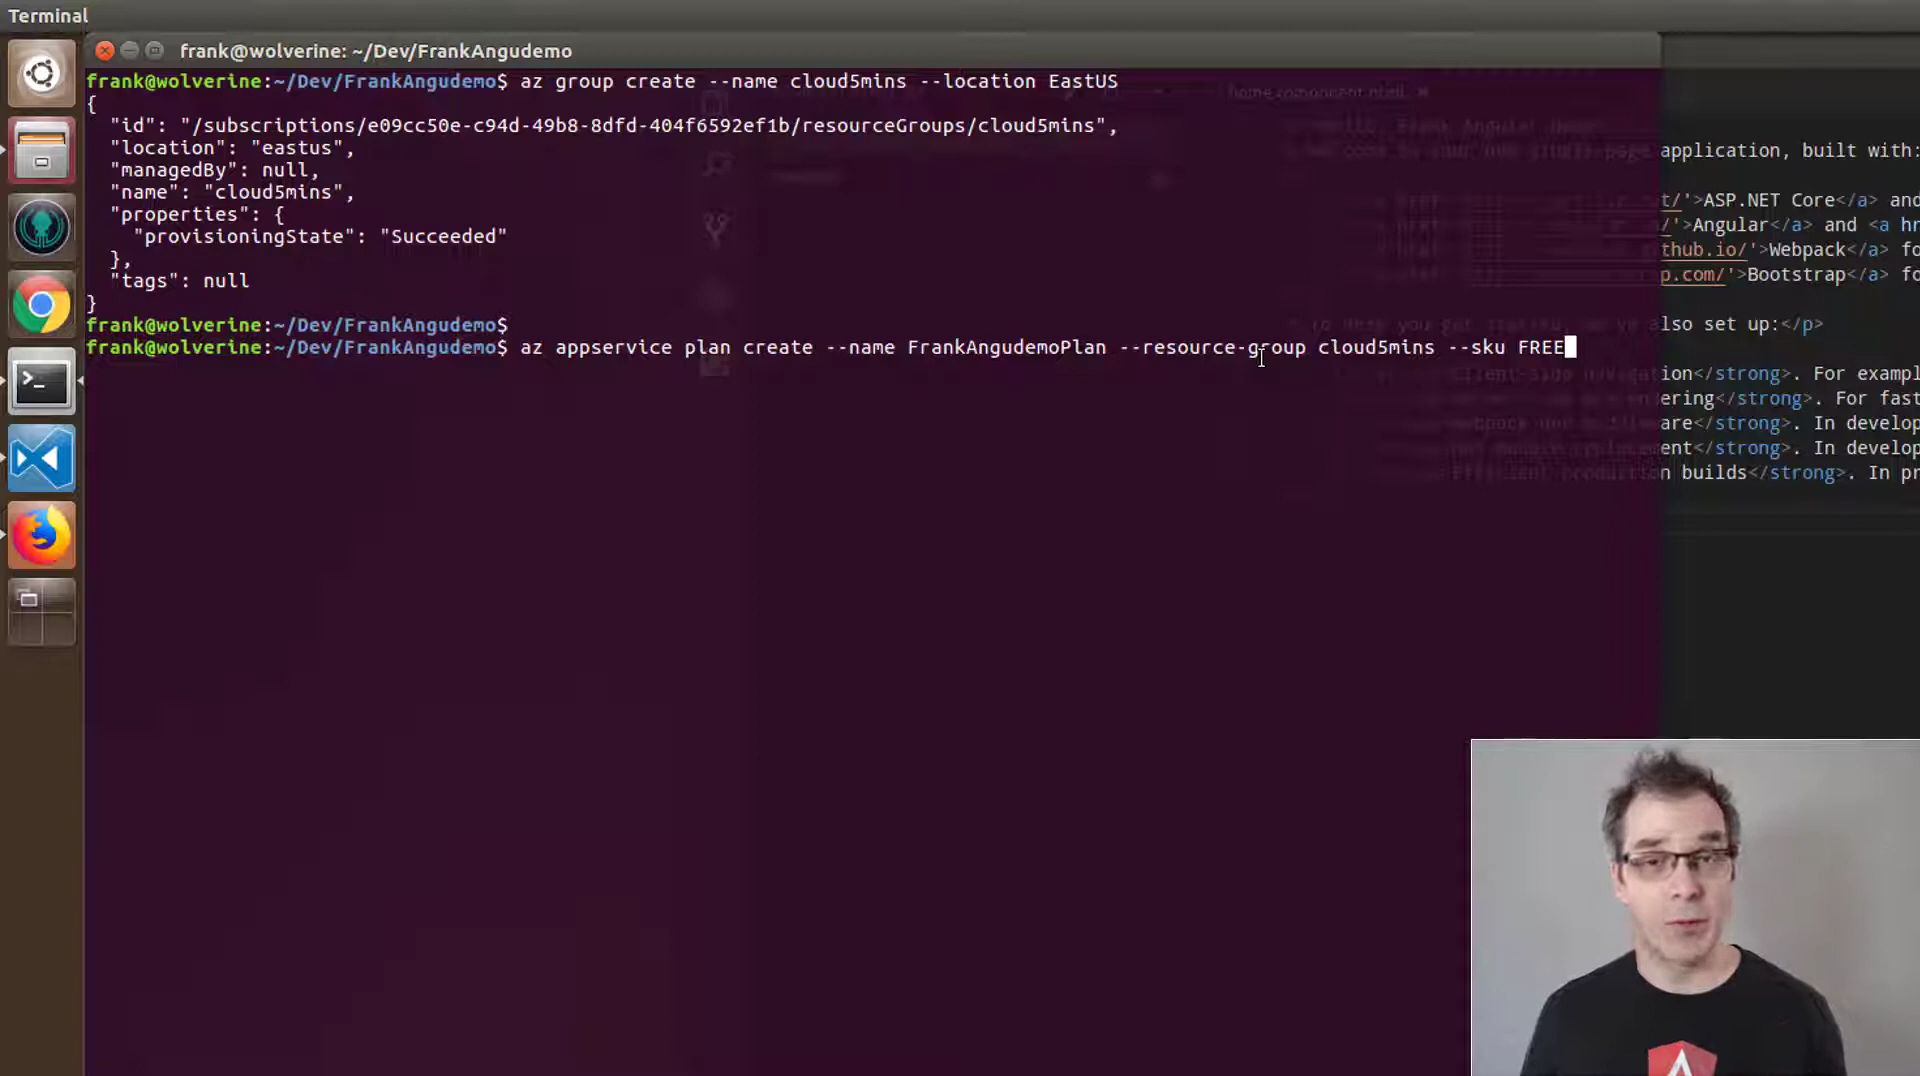 Terminal
frank@wolverine: ~/Dev/FrankAngudemo
frank@wolverine:~/Dev/FrankAngudemo$ az group create --name cloud5mins --location EastUS
{
"id": "/subscriptions/e09cc50e-c94d-49b8-8dfd-404f6592ef1b/resourceGroups/cloud5mins",
"location": "eastus",
"managedBy": null,
"name": "cloud5mins",
"properties": {
"provisioningState": "Succeeded"
},
"tags": null
}
frank@wolverine:~/Dev/FrankAngudemo$
frank@wolverine:~/Dev/FrankAngudemo$ az appservice plan create --name FrankAngudemoPlan --resource-group cloud5mins --sku FREE
home.component.html
application, built with:
t/'>ASP.NET Core</a> and
/'>Angular</a> and <a hr
thub.io/'>Webpack</a> fo
p.com/'>Bootstrap</a> fo
lso set up:</p>
ion</strong>. For exampl
ering</strong>. For fast
are</strong>. In develop
ent</strong>. In develop
n builds</strong>. In pr